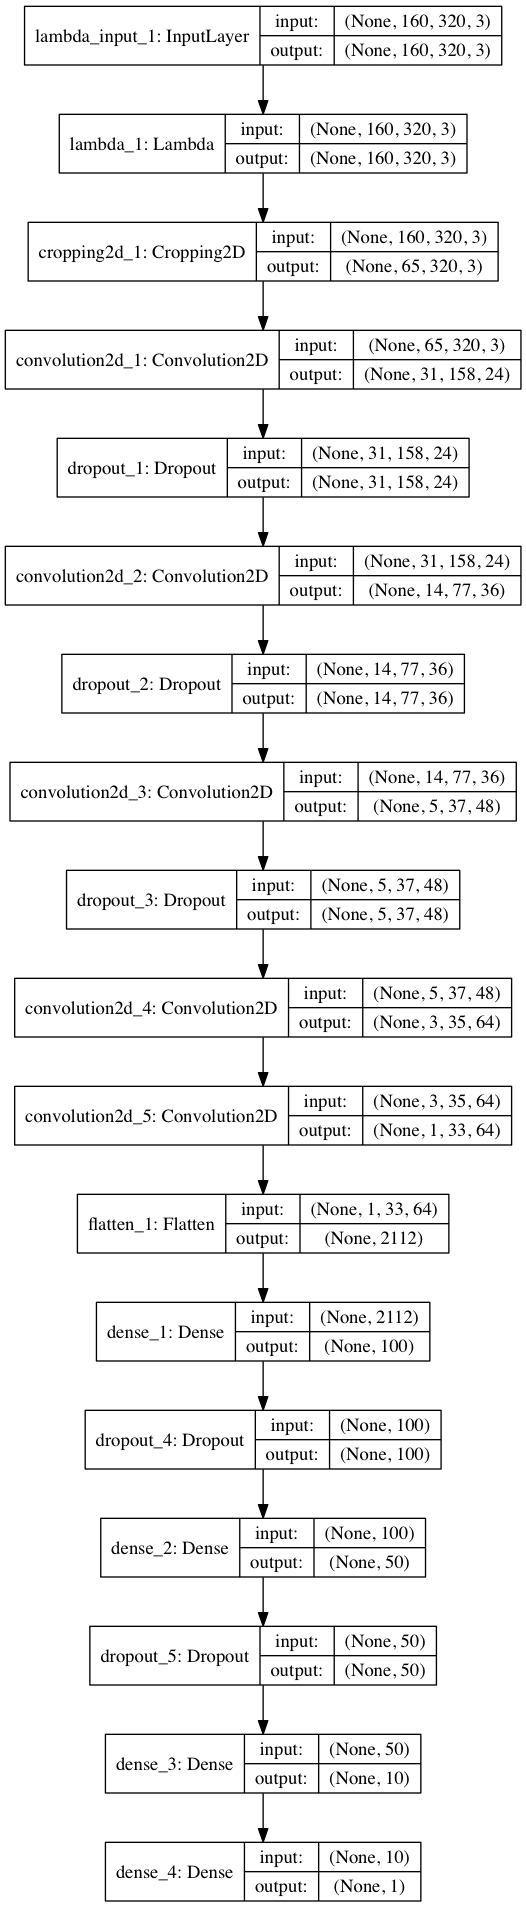 lambda_input_1: InputLayer
input: (None, 160, 320, 3)
output: (None, 160, 320, 3)
lambda_1: Lambda
input: (None, 160, 320, 3)
output: (None, 160, 320, 3)
cropping2d_1: Cropping2D
input: (None, 160, 320, 3)
output: (None, 65, 320, 3)
convolution2d_1: Convolution2D
input: (None, 65, 320, 3)
output: (None, 31, 158, 24)
dropout_1: Dropout
input: (None, 31, 158, 24)
output: (None, 31, 158, 24)
convolution2d_2: Convolution2D
input: (None, 31, 158, 24)
output: (None, 14, 77, 36)
dropout_2: Dropout
input: (None, 14, 77, 36)
output: (None, 14, 77, 36)
convolution2d_3: Convolution2D
input: (None, 14, 77, 36)
output: (None, 5, 37, 48)
dropout_3: Dropout
input: (None, 5, 37, 48)
output: (None, 5, 37, 48)
convolution2d_4: Convolution2D
input: (None, 5, 37, 48)
output: (None, 3, 35, 64)
convolution2d_5: Convolution2D
input: (None, 3, 35, 64)
output: (None, 1, 33, 64)
flatten_1: Flatten
input: (None, 1, 33, 64)
output: (None, 2112)
dense_1: Dense
input: (None, 2112)
output: (None, 100)
dropout_4: Dropout
input: (None, 100)
output: (None, 100)
dense_2: Dense
input: (None, 100)
output: (None, 50)
dropout_5: Dropout
input: (None, 50)
output: (None, 50)
dense_3: Dense
input: (None, 50)
output: (None, 10)
dense_4: Dense
input: (None, 10)
output: (None, 1)